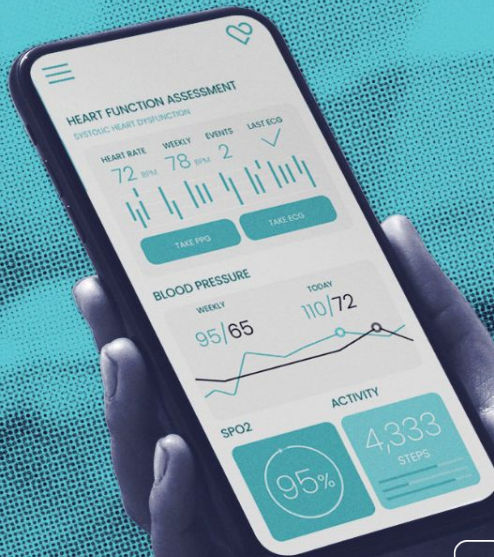 HEART FUNCTION ASSESSMENT
SYSTOLIC HEART DYSFUNCTION
HEART RATE WEEKLY EVENTS LAST ECG
72 BPM 78 BPM 2
TAKE PPG TAKE ECG
BLOOD PRESSURE
WEEKLY TODAY
95/65 110/72
SPO2 ACTIVITY
95% 4,333
STEPS